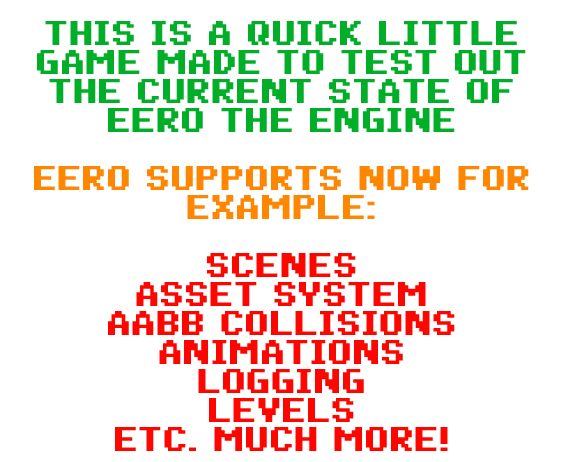 THIS IS A QUICK LITTLE
GAME MADE TO TEST OUT
THE CURRENT STATE OF
EERO THE ENGINE
EERO SUPPORTS NOW FOR
EXAMPLE:
SCENES
ASSET SYSTEM
AABB COLLISIONS
ANIMATIONS
LOGGING
LEVELS
ETC. MUCH MORE!